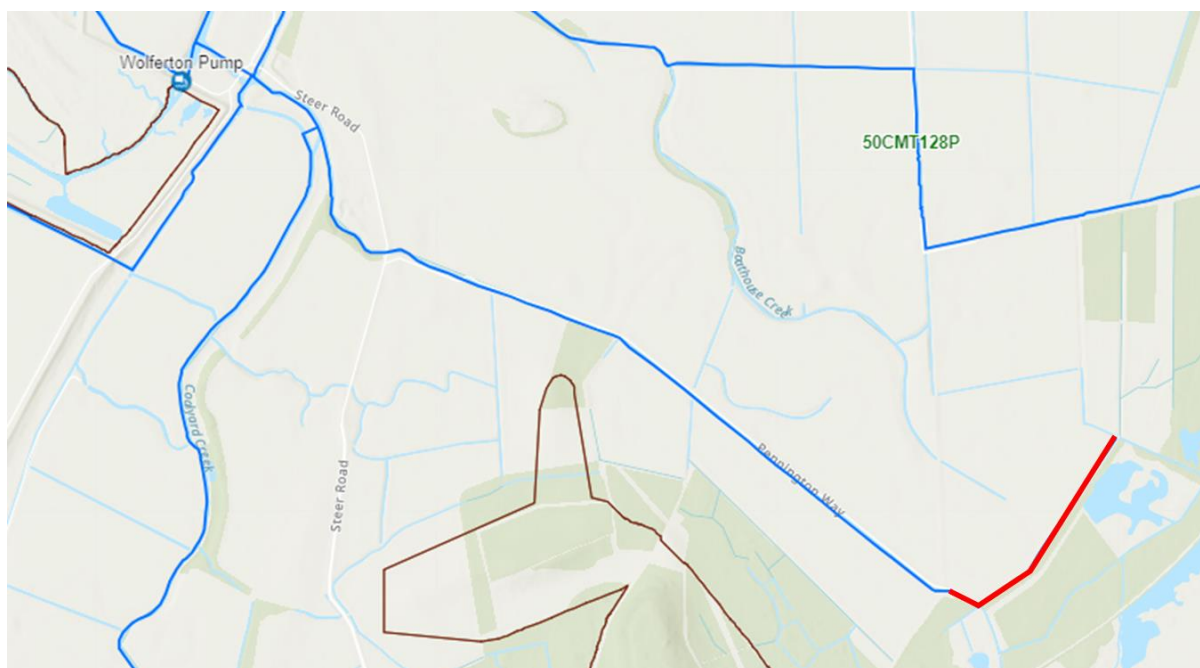 Wolferton Pump
Steer Road
50CMT128P
Boathouse Creek
Codyard Creek
Steer Road
Pennington Way